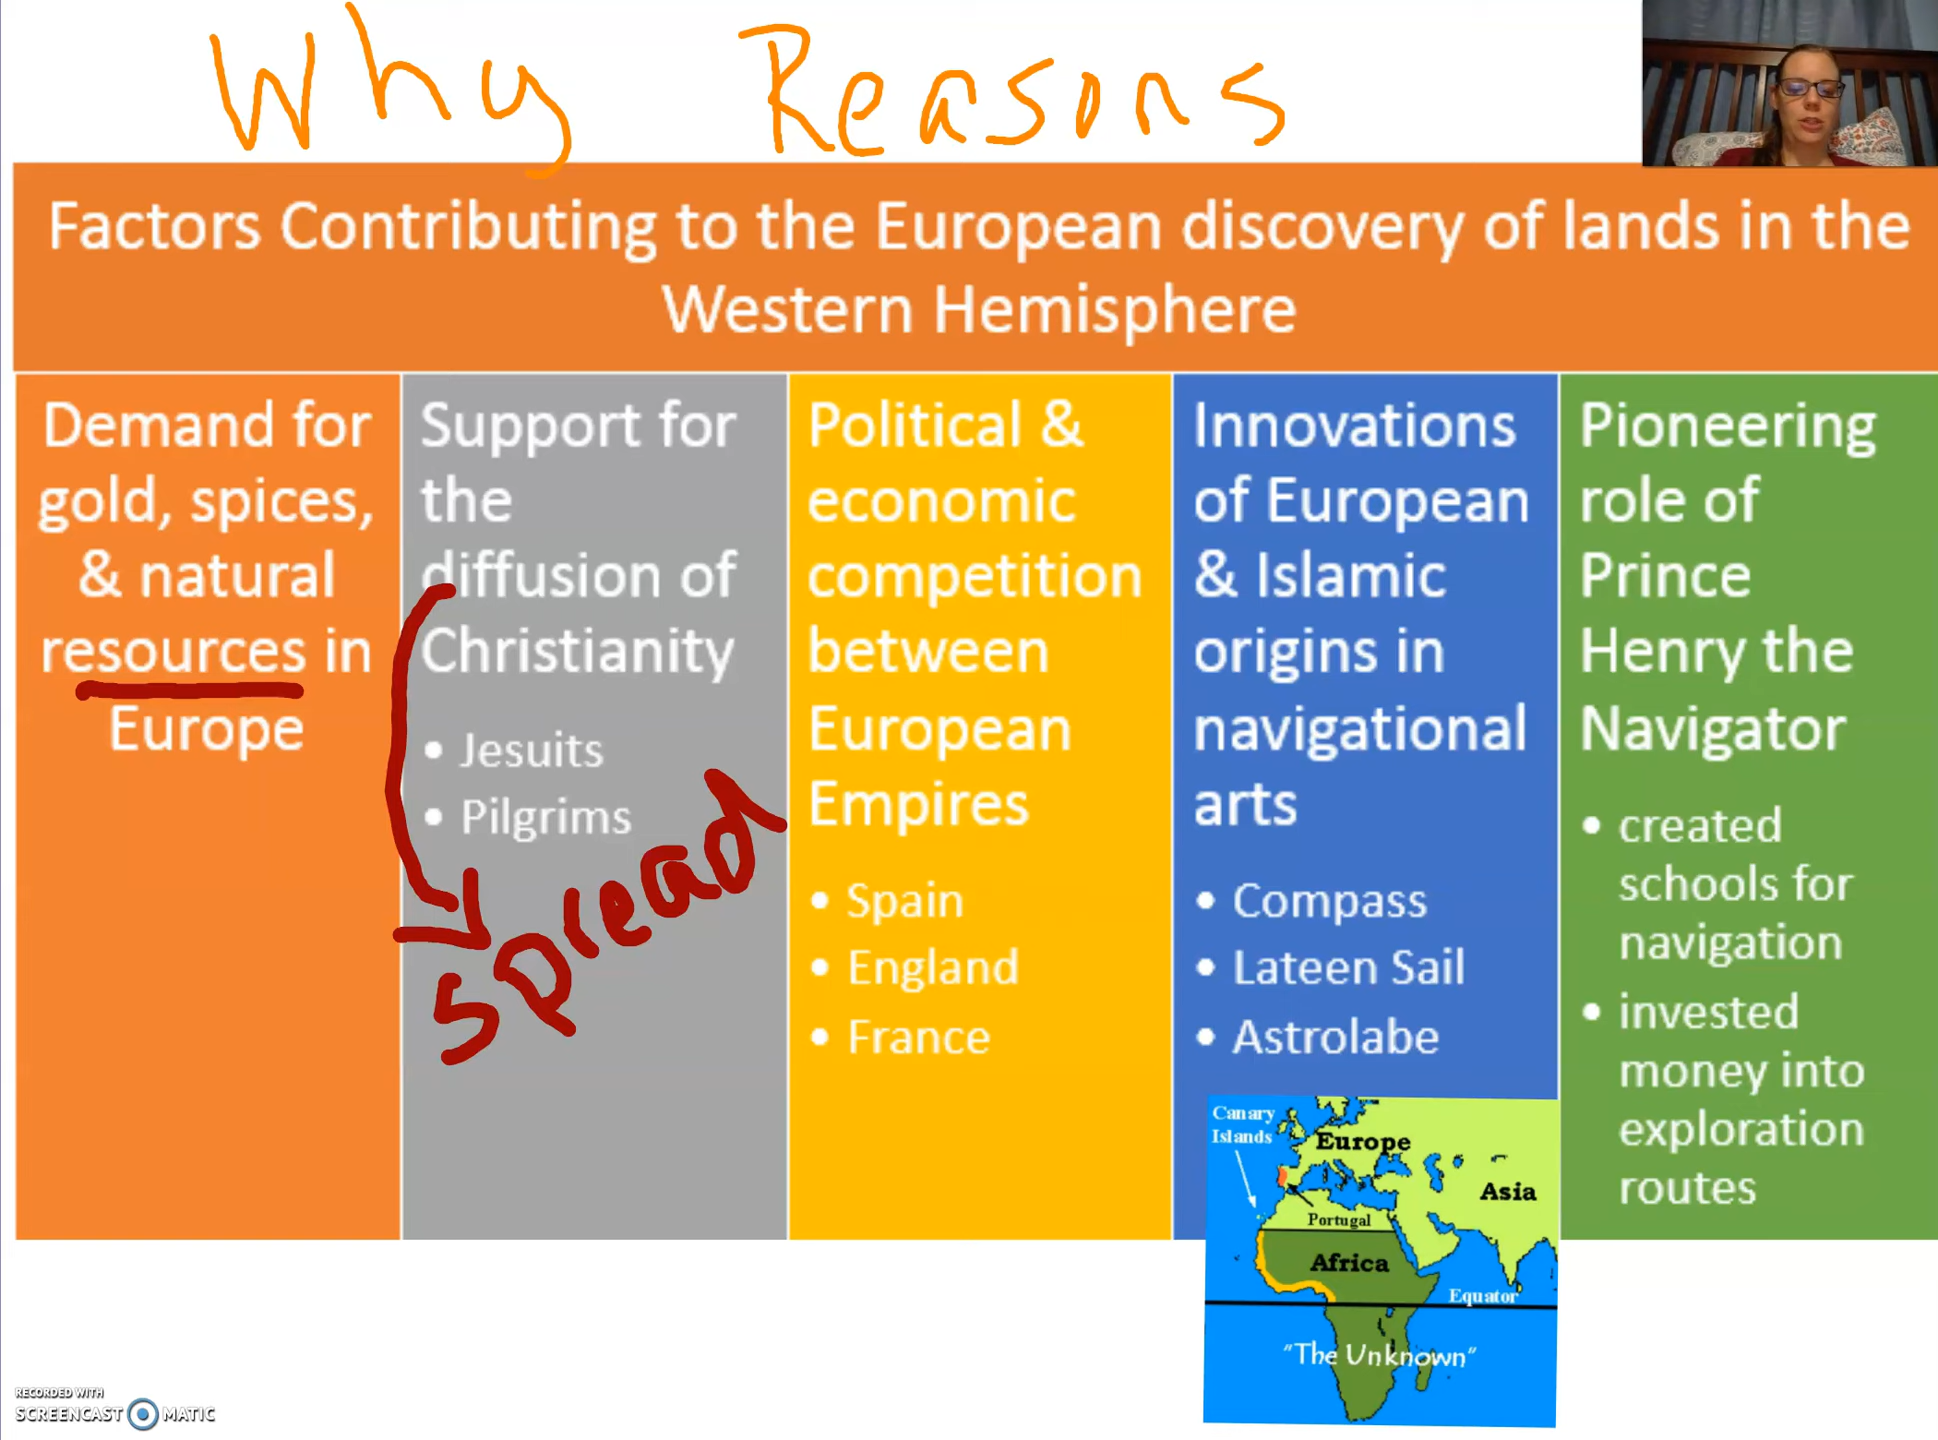 Why Reasons
Factors Contributing to the European discovery of lands in the
Western Hemisphere
Demand for
gold, spices,
& natural
resources in
Europe
Support for
the
diffusion of
Christianity
• Jesuits
• Pilgrims
spread
Political &
economic
competition
between
European
Empires
• Spain
• England
• France
Innovations
of European
& Islamic
origins in
navigational
arts
• Compass
• Lateen Sail
• Astrolabe
Canary
Islands
Europe
Asia
Portugal
Africa
Equator
"The Unknown"
Pioneering
role of
Prince
Henry the
Navigator
• created
schools for
navigation
• invested
money into
exploration
routes
RECORDED WITH
SCREENCAST MATIC